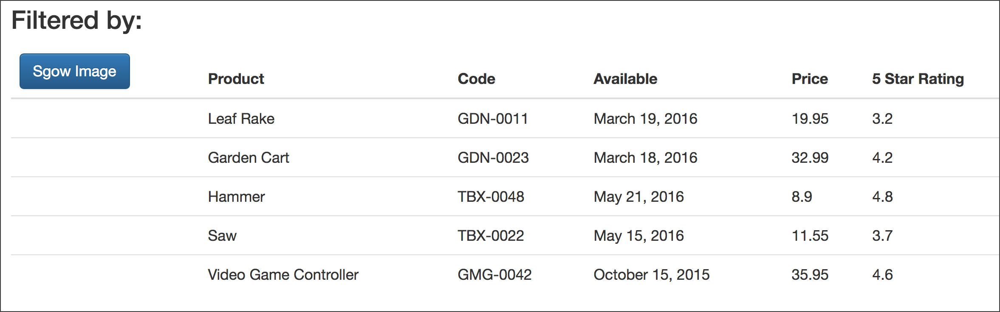 Filtered by:
Sgow Image Product Code Available Price 5 Star Rating
Leaf Rake GDN-0011 March 19, 2016 19.95 3.2
Garden Cart GDN-0023 March 18, 2016 32.99 4.2
Hammer TBX-0048 May 21, 2016 8.9 4.8
Saw TBX-0022 May 15, 2016 11.55 3.7
Video Game Controller GMG-0042 October 15, 2015 35.95 4.6